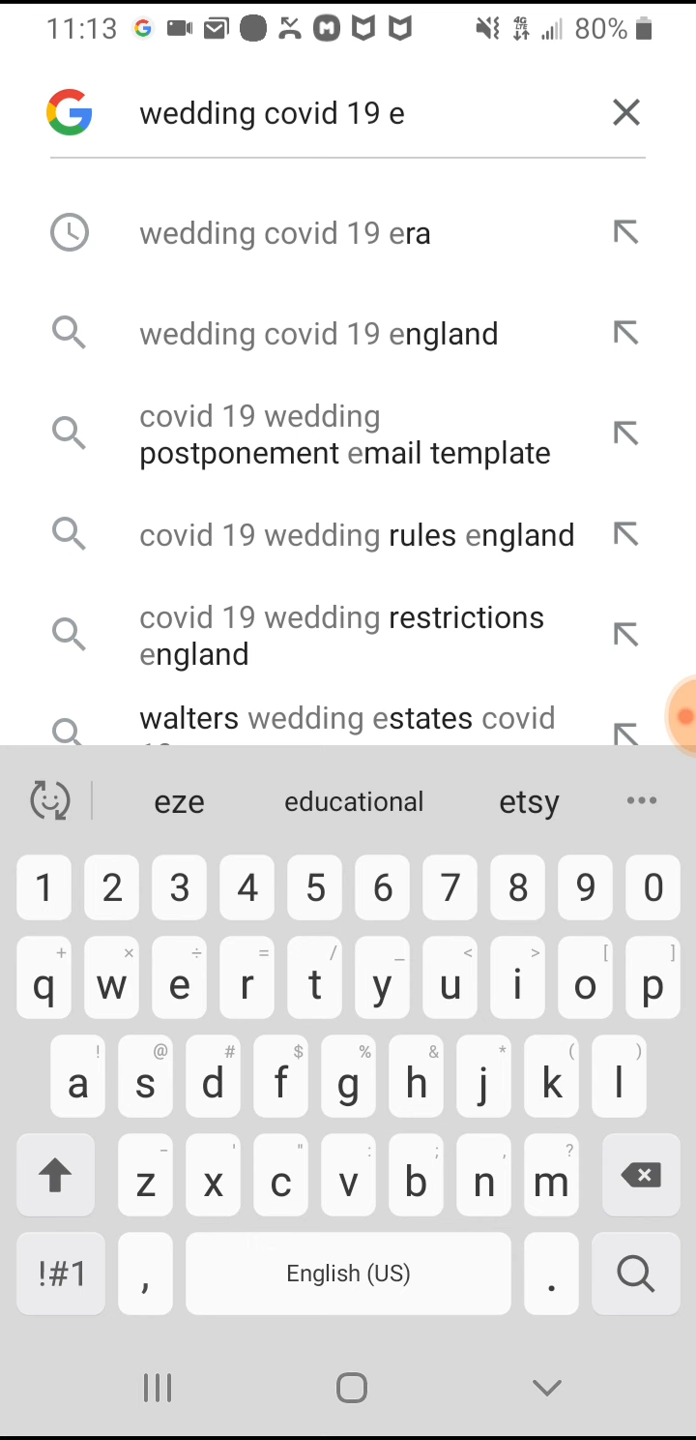 11:13 80%
wedding covid 19 e
wedding covid 19 era
wedding covid 19 england
covid 19 wedding
postponement email template
covid 19 wedding rules england
covid 19 wedding restrictions
england
walters wedding estates covid
eze educational etsy
1 2 3 4 5 6 7 8 9 0
+ × ÷ = / _ < > [ ]
q w e r t y u i o p
! @ # $ % & * ( )
a s d f g h j k l
- ' " : ; , ?
z x c v b n m
!#1 , English (US) .